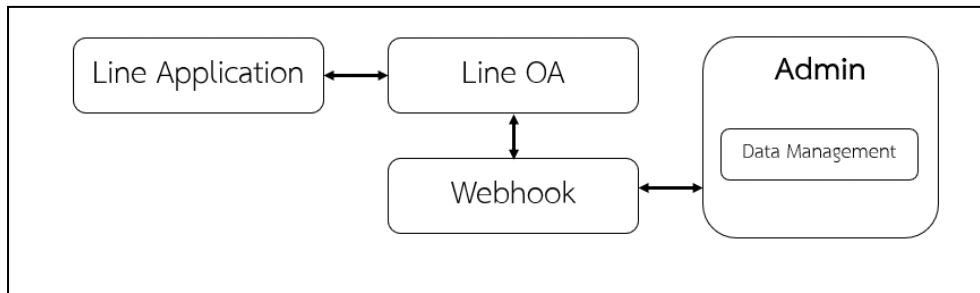 Line Application
Line OA
Admin
Data Management
Webhook